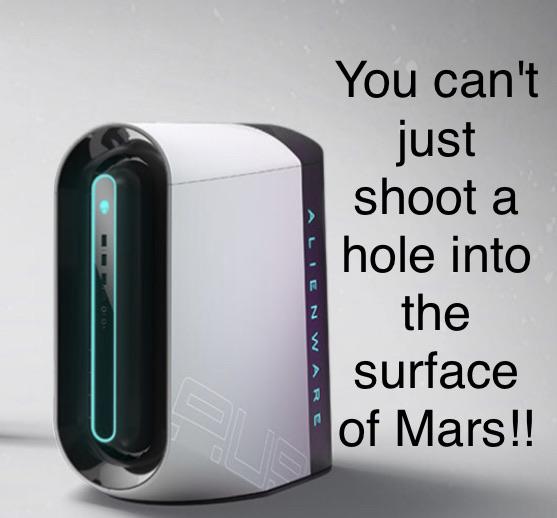 You can't
just
shoot a
hole into
the
surface
of Mars!!
ALIENWARE